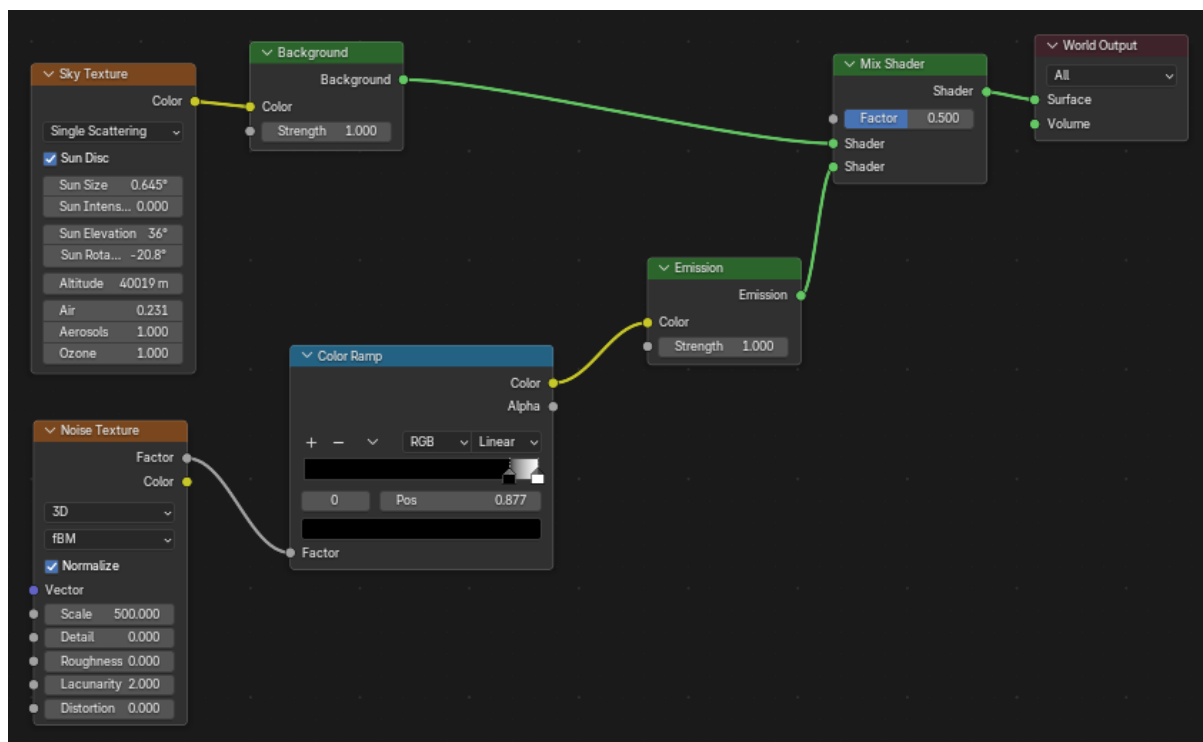 Sky Texture
Color
Single Scattering
Sun Disc
Sun Size 0.645°
Sun Intens... 0.000
Sun Elevation 36°
Sun Rota... -20.8°
Altitude 40019 m
Air 0.231
Aerosols 1.000
Ozone 1.000
Background
Background
Color
Strength 1.000
Mix Shader
Shader
Factor 0.500
Shader
Shader
World Output
All
Surface
Volume
Emission
Emission
Color
Strength 1.000
Color Ramp
Color
Alpha
RGB Linear
0 Pos 0.877
Factor
Noise Texture
Factor
Color
3D
fBM
Normalize
Vector
Scale 500.000
Detail 0.000
Roughness 0.000
Lacunarity 2.000
Distortion 0.000